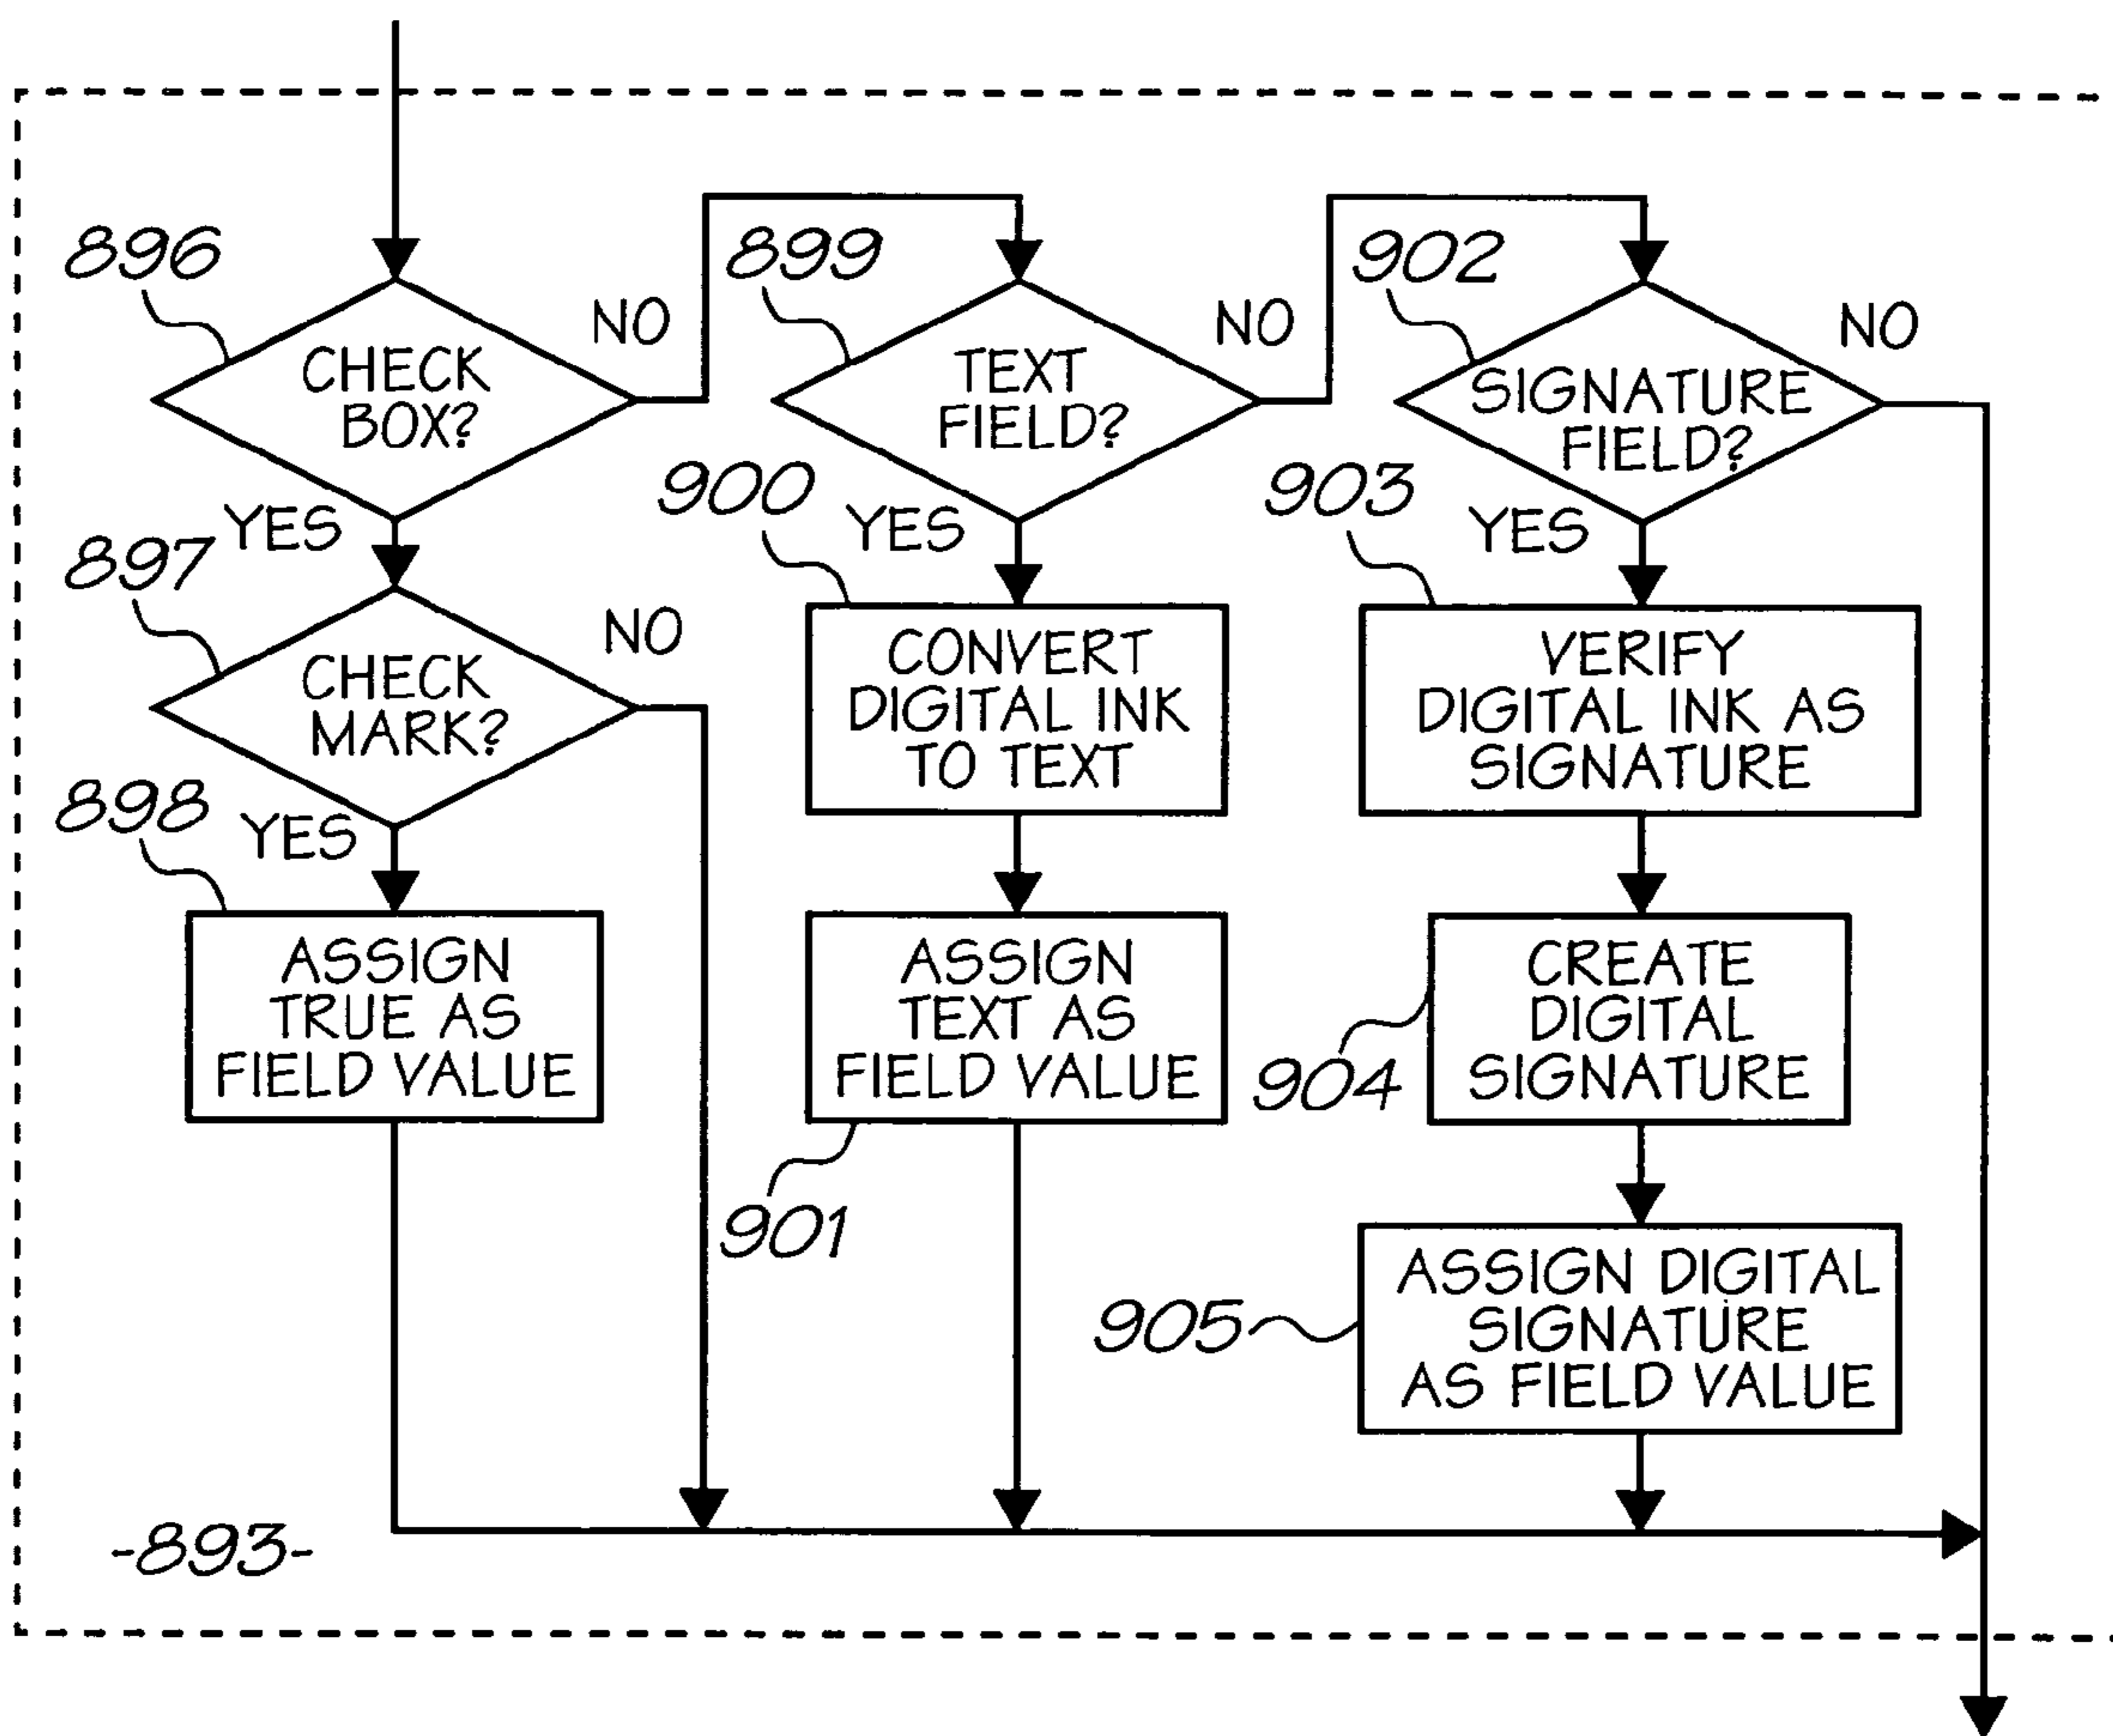 896
CHECK
BOX?
NO
YES
899
TEXT
FIELD?
NO
YES
902
SIGNATURE
FIELD?
NO
YES
897
CHECK
MARK?
NO
YES
900
CONVERT
DIGITAL INK
TO TEXT
903
VERIFY
DIGITAL INK AS
SIGNATURE
898
ASSIGN
TRUE AS
FIELD VALUE
901
ASSIGN
TEXT AS
FIELD VALUE
904
CREATE
DIGITAL
SIGNATURE
905
ASSIGN DIGITAL
SIGNATURE
AS FIELD VALUE
-893-